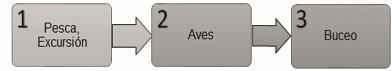 1
Pesca,
Excursión
2
Aves
3
Buceo